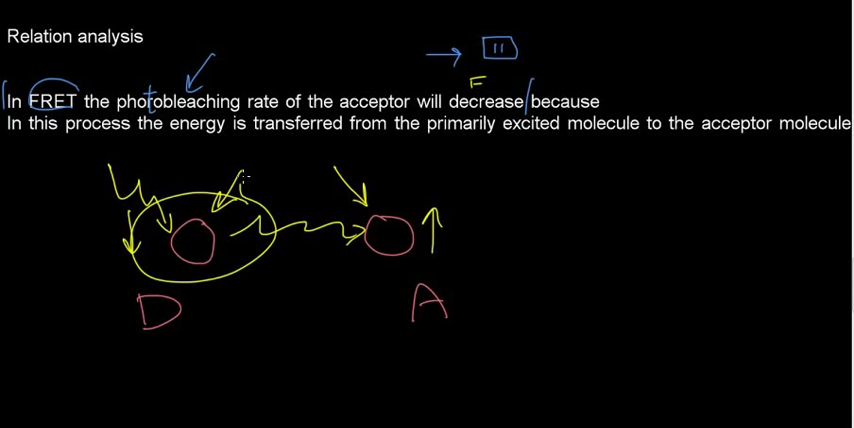 Relation analysis
→ 11
F
In FRET the photobleaching rate of the acceptor will decrease/because
In this process the energy is transferred from the primarily excited molecule to the acceptor molecule
D A